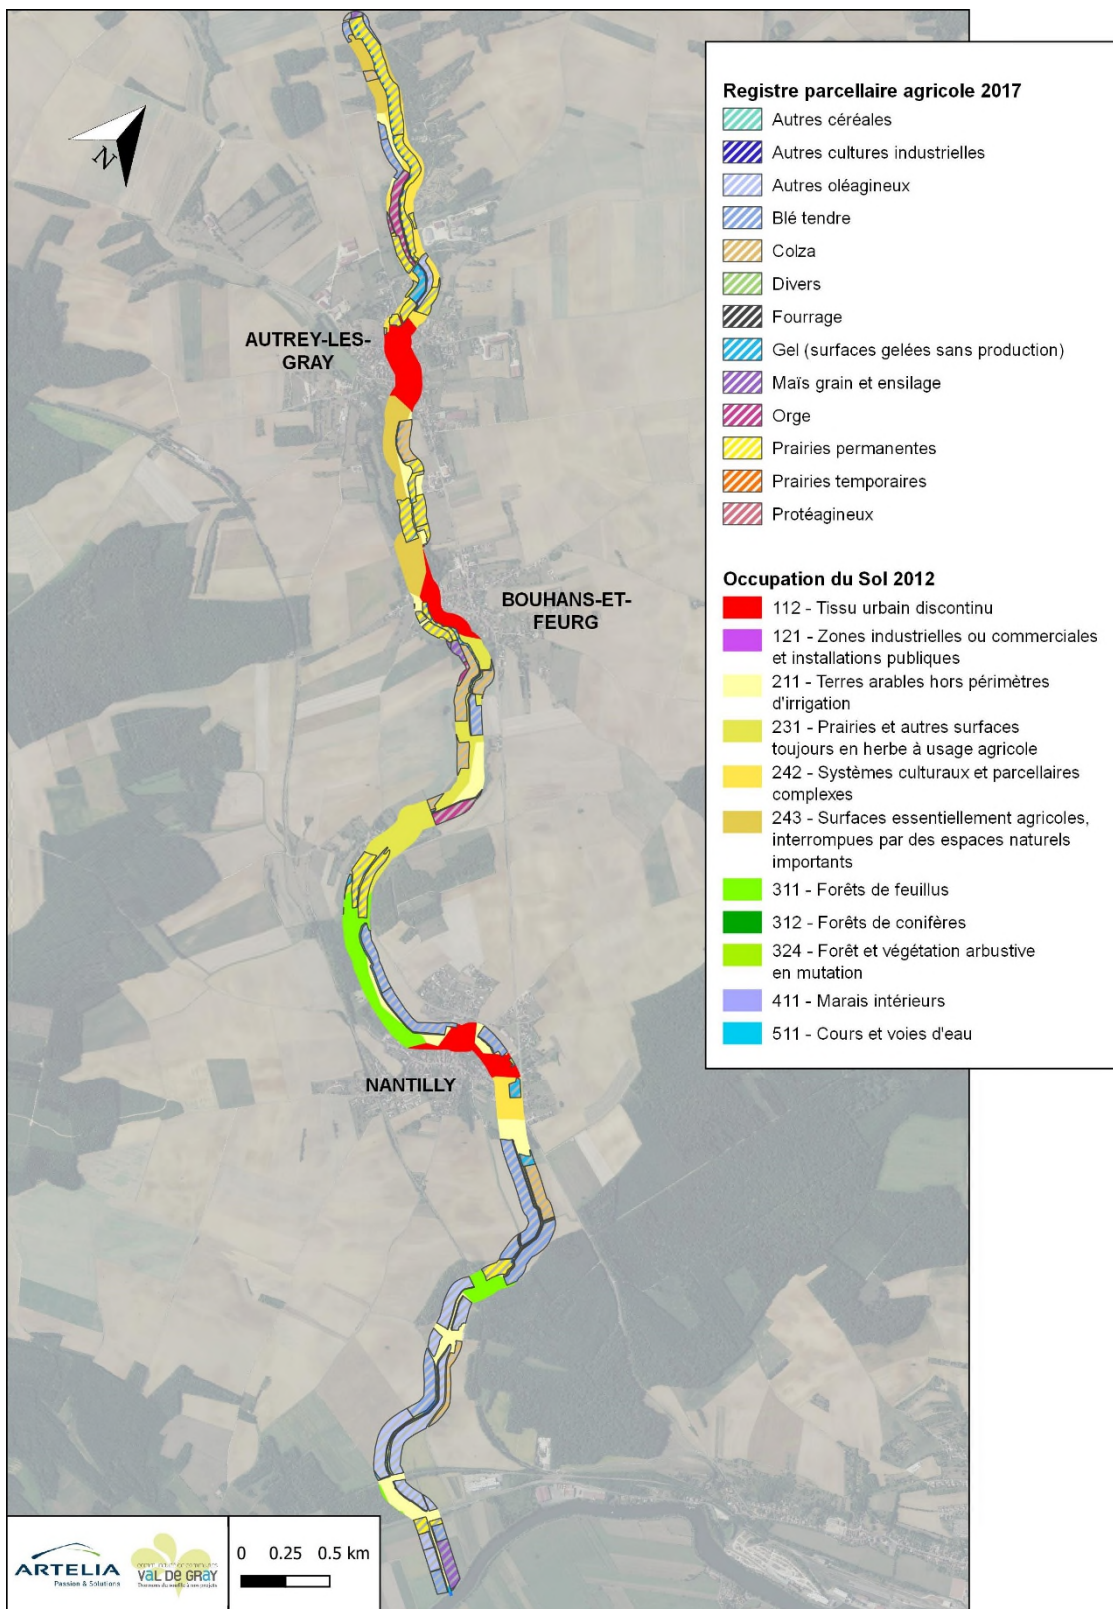 Registre parcellaire agricole 2017
Autres céréales
Autres cultures industrielles
Autres oléagineux
Blé tendre
Colza
Divers
Fourrage
Gel (surfaces gelées sans production)
Maïs grain et ensilage
Orge
Prairies permanentes
Prairies temporaires
Protéagineux
Occupation du Sol 2012
112 - Tissu urbain discontinu
121 - Zones industrielles ou commerciales
et installations publiques
211 - Terres arables hors périmètres
d'irrigation
231 - Prairies et autres surfaces
toujours en herbe à usage agricole
242 - Systèmes culturaux et parcellaires
complexes
243 - Surfaces essentiellement agricoles,
interrompues par des espaces naturels
importants
311 - Forêts de feuillus
312 - Forêts de conifères
324 - Forêt et végétation arbustive
en mutation
411 - Marais intérieurs
511 - Cours et voies d'eau
N
AUTREY-LES-
GRAY
BOUHANS-ET-
FEURG
NANTILLY
ARTELIA
Passion & Solutions
VAL DE GRAY
0 0.25 0.5 km